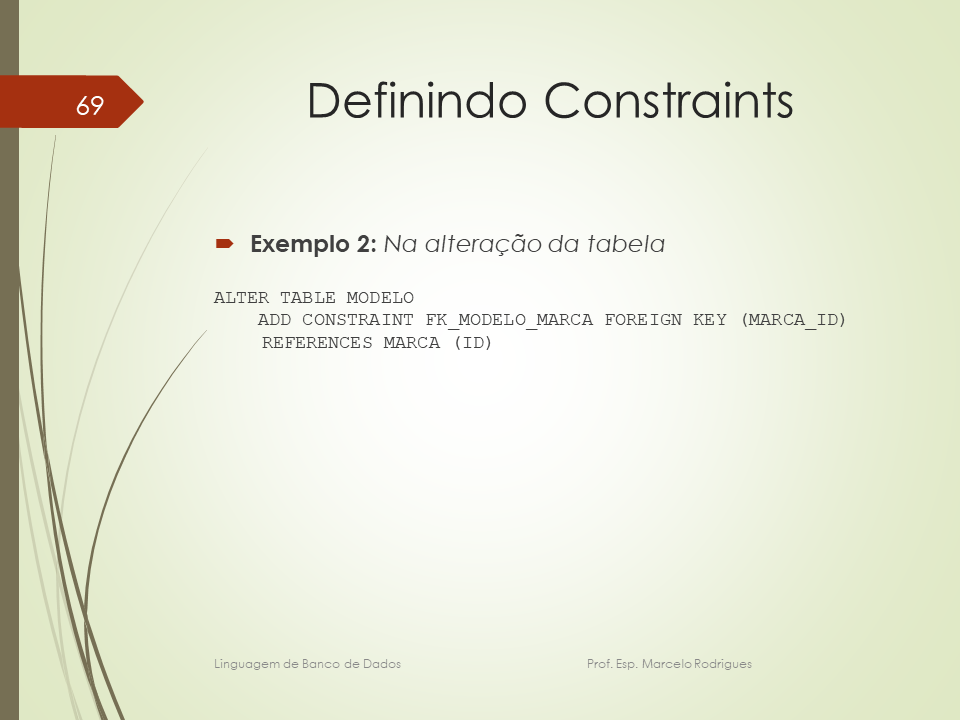 69
Definindo Constraints
Exemplo 2: Na alteração da tabela
ALTER TABLE MODELO
ADD CONSTRAINT FK_MODELO_MARCA FOREIGN KEY (MARCA_ID)
REFERENCES MARCA (ID)
Linguagem de Banco de Dados
Prof. Esp. Marcelo Rodrigues